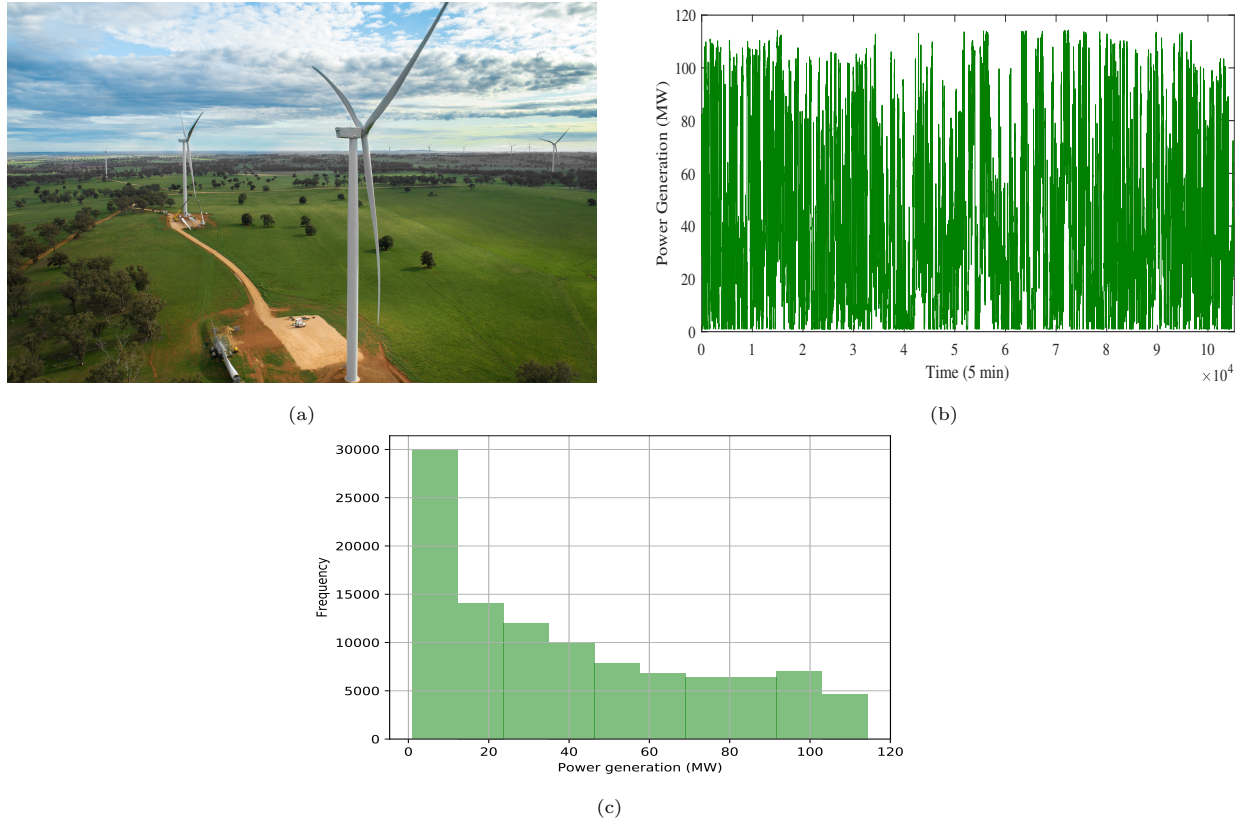 120
100
80
60
40
20
0
Power Generation (MW)
0 1 2 3 4 5 6 7 8 9 10
×10⁴
Time (5 min)
(a)
(b)
30000
25000
20000
15000
10000
5000
0
Frequency
0 20 40 60 80 100 120
Power generation (MW)
(c)